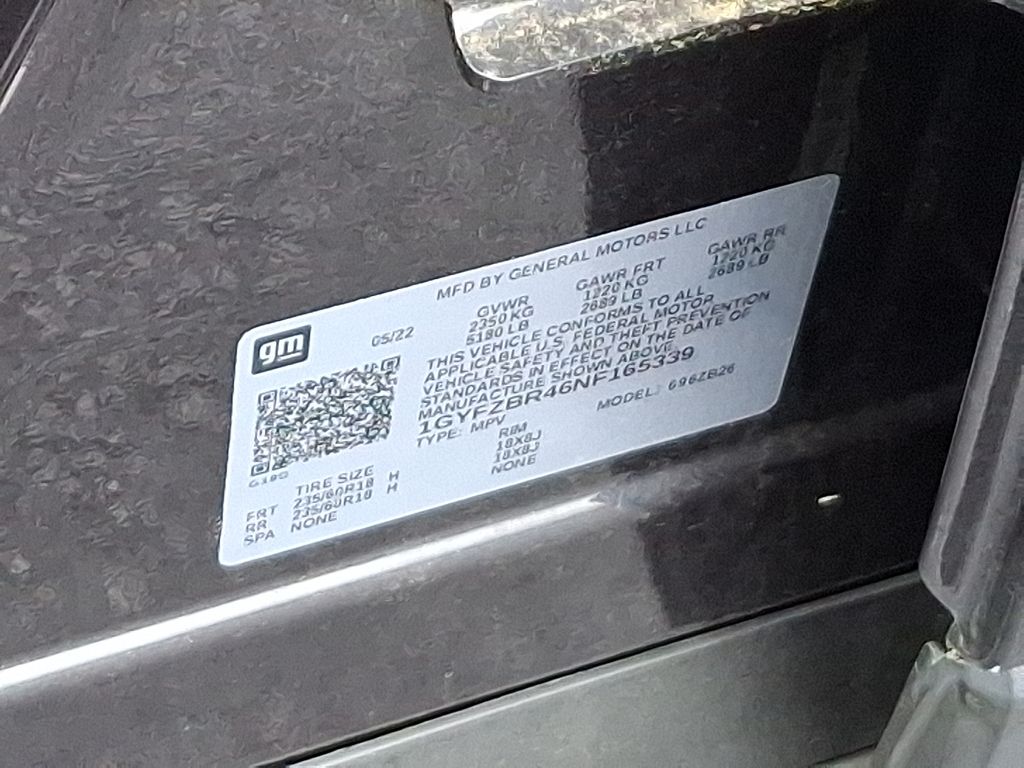 MFD BY GENERAL MOTORS LLC
gm
05/22
GVWR
2350 KG
5180 LB
GAWR FRT
1220 KG
2689 LB
GAWR RR
1220 KG
2689 LB
THIS VEHICLE CONFORMS TO ALL
APPLICABLE U.S. FEDERAL MOTOR
VEHICLE SAFETY AND THEFT PREVENTION
STANDARDS IN EFFECT ON THE DATE OF
MANUFACTURE SHOWN ABOVE.
1GYFZBR46NF165339
TYPE: MPV
MODEL: 696ZB26
TIRE SIZE
RIM
FRT 235/60R18 H 18X8J
RR 235/60R18 H 18X8J
SPA NONE NONE